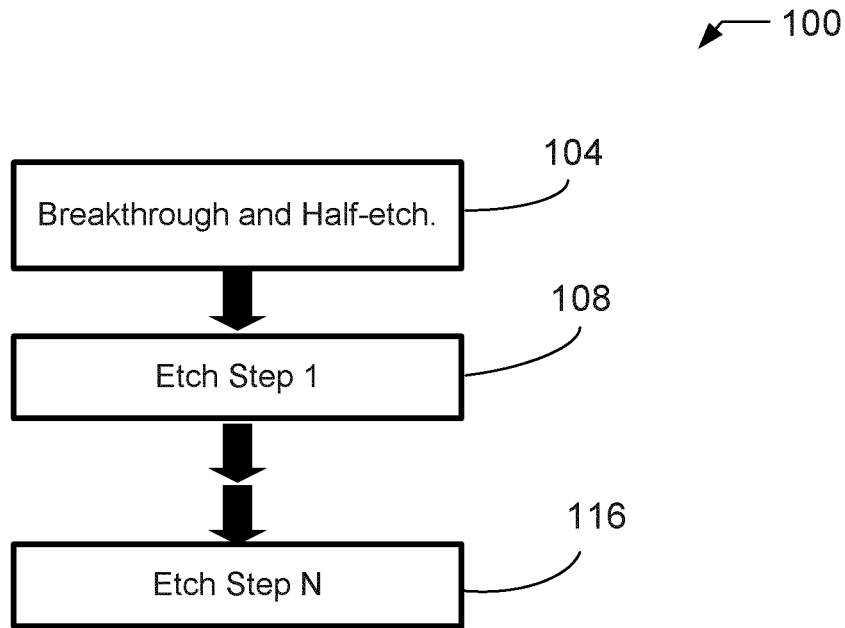 100
104
Breakthrough and Half-etch.
108
Etch Step 1
116
Etch Step N